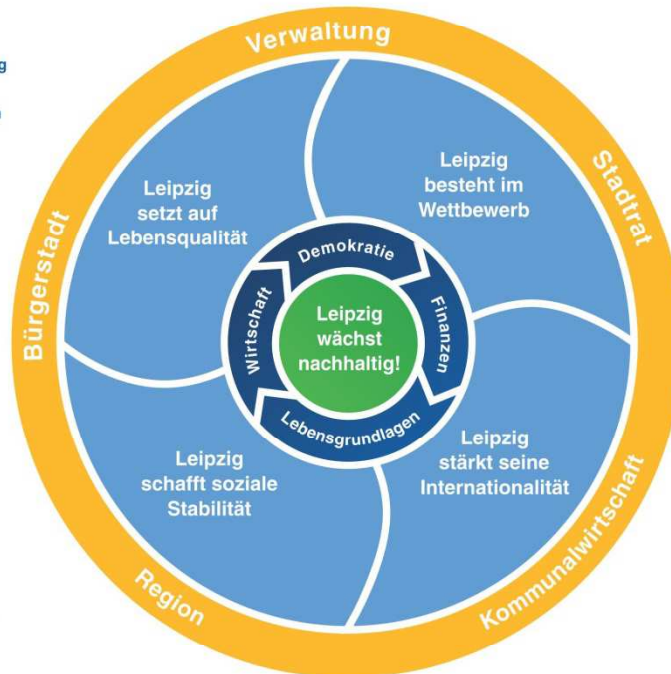 Verwaltung
Stadtrat
Kommunalwirtschaft
Region
Bürgerstadt
Leipzig
setzt auf
Lebensqualität
Leipzig
besteht im
Wettbewerb
Leipzig
schafft soziale
Stabilität
Leipzig
stärkt seine
Internationalität
Demokratie
Finanzen
Lebensgrundlagen
Wirtschaft
Leipzig
wächst
nachhaltig!